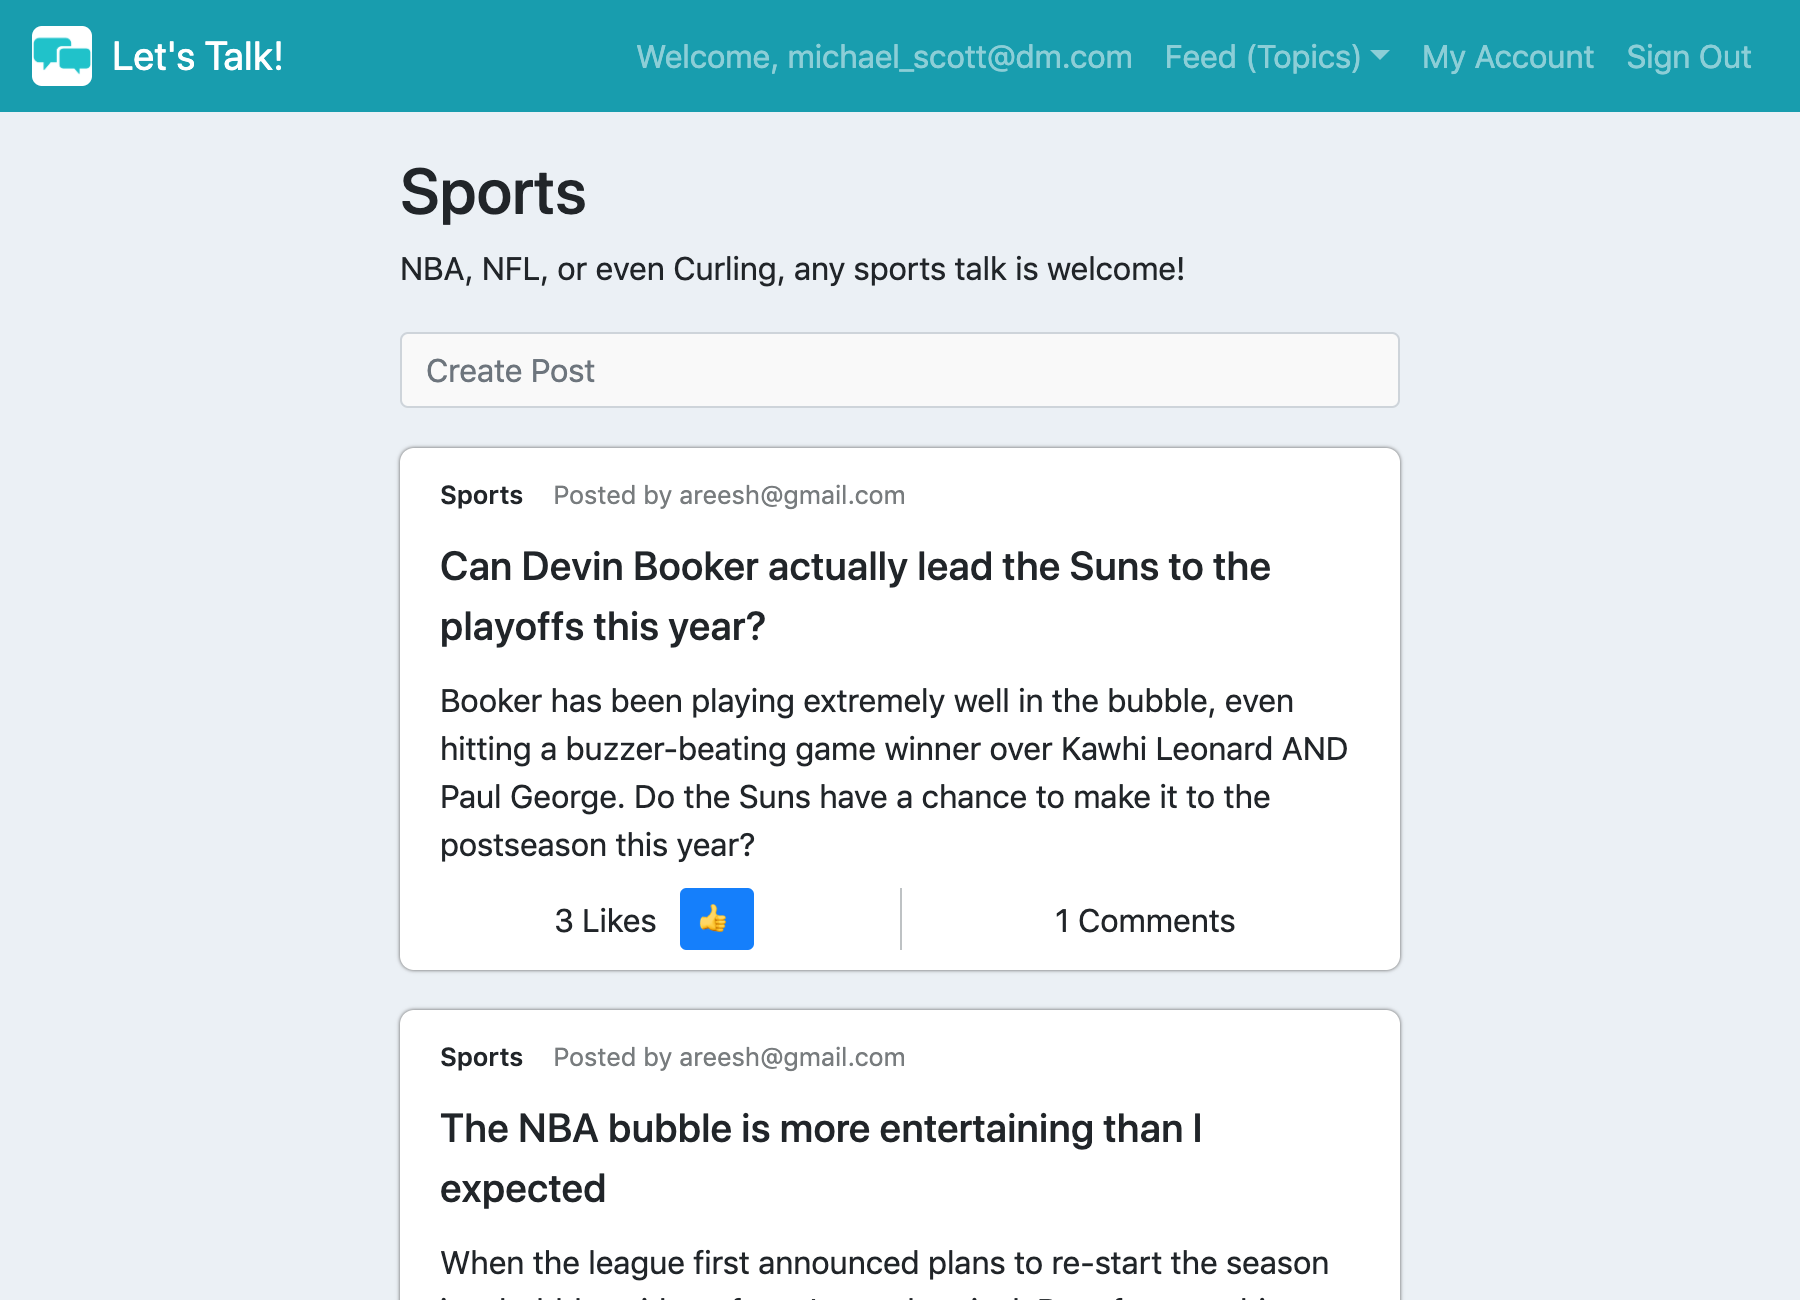 Let's Talk!
Welcome, michael_scott@dm.com Feed (Topics) My Account Sign Out
Sports
NBA, NFL, or even Curling, any sports talk is welcome!
Create Post
Sports Posted by areesh@gmail.com
Can Devin Booker actually lead the Suns to the
playoffs this year?
Booker has been playing extremely well in the bubble, even
hitting a buzzer-beating game winner over Kawhi Leonard AND
Paul George. Do the Suns have a chance to make it to the
postseason this year?
3 Likes
1 Comments
Sports Posted by areesh@gmail.com
The NBA bubble is more entertaining than I
expected
When the league first announced plans to re-start the season